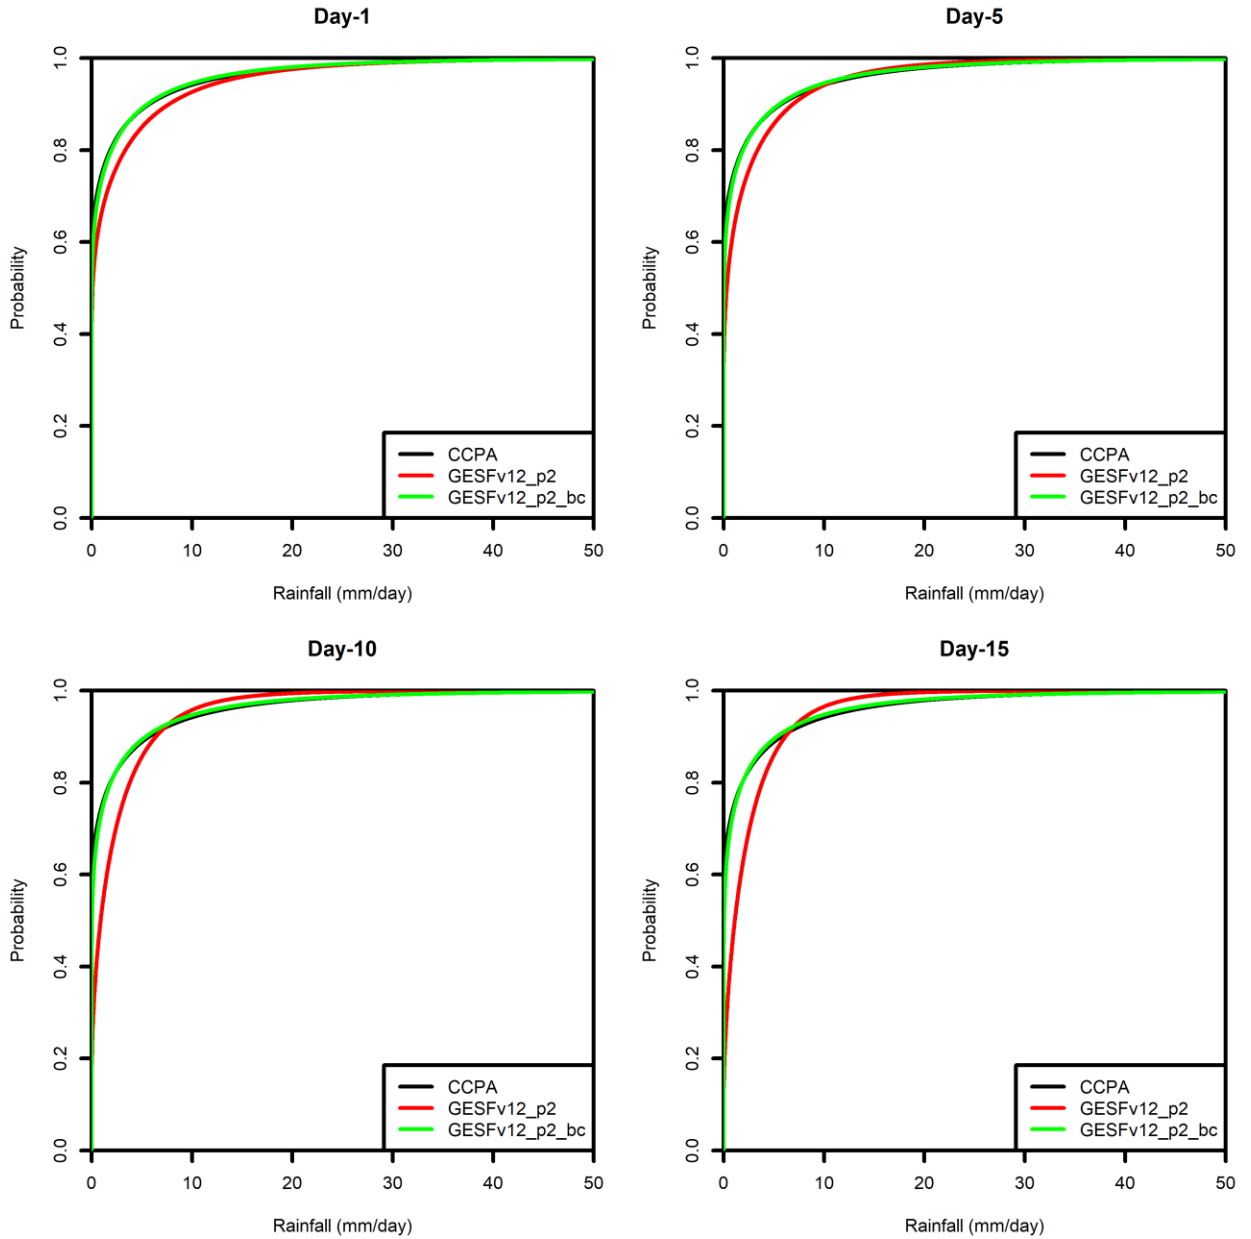 Day-1
Probability
0.0 0.2 0.4 0.6 0.8 1.0
CCPA
GESFv12_p2
GESFv12_p2_bc
0 10 20 30 40 50
Rainfall (mm/day)
Day-5
Probability
0.0 0.2 0.4 0.6 0.8 1.0
CCPA
GESFv12_p2
GESFv12_p2_bc
0 10 20 30 40 50
Rainfall (mm/day)
Day-10
Probability
0.0 0.2 0.4 0.6 0.8 1.0
CCPA
GESFv12_p2
GESFv12_p2_bc
0 10 20 30 40 50
Rainfall (mm/day)
Day-15
Probability
0.0 0.2 0.4 0.6 0.8 1.0
CCPA
GESFv12_p2
GESFv12_p2_bc
0 10 20 30 40 50
Rainfall (mm/day)